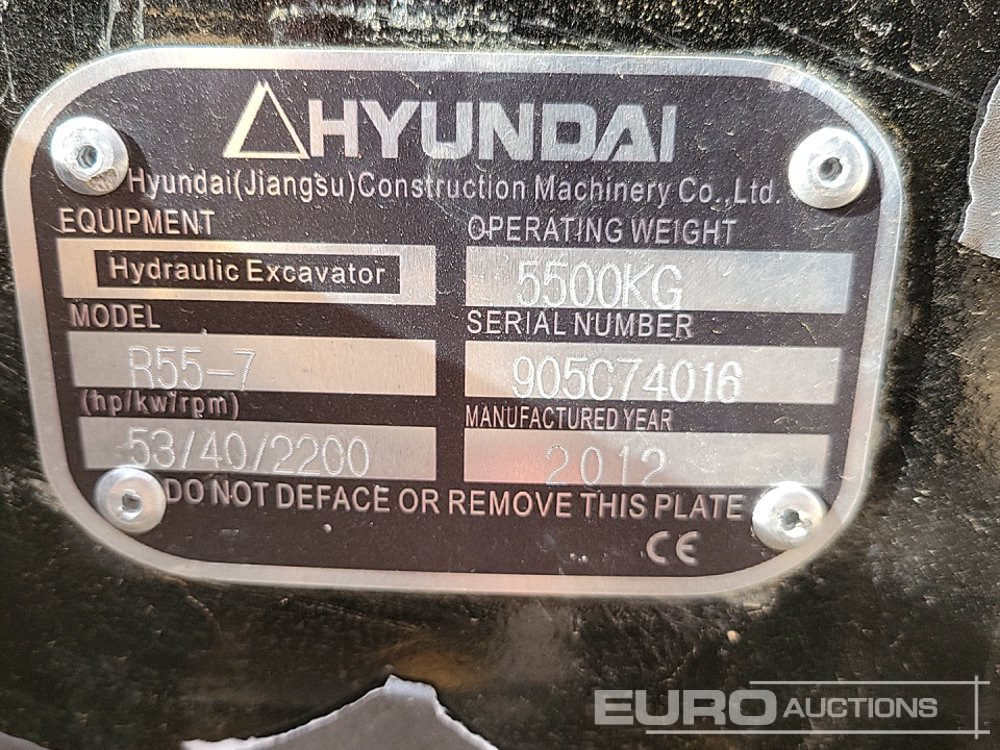 HYUNDAI
Hyundai(Jiangsu)Construction Machinery Co.,Ltd.
EQUIPMENT
Hydraulic Excavator
OPERATING WEIGHT
5500KG
MODEL
R55-7
SERIAL NUMBER
905C74016
(hp/kw/rpm)
53/40/2200
MANUFACTURED YEAR
2012
DO NOT DEFACE OR REMOVE THIS PLATE
CE
EURO AUCTIONS